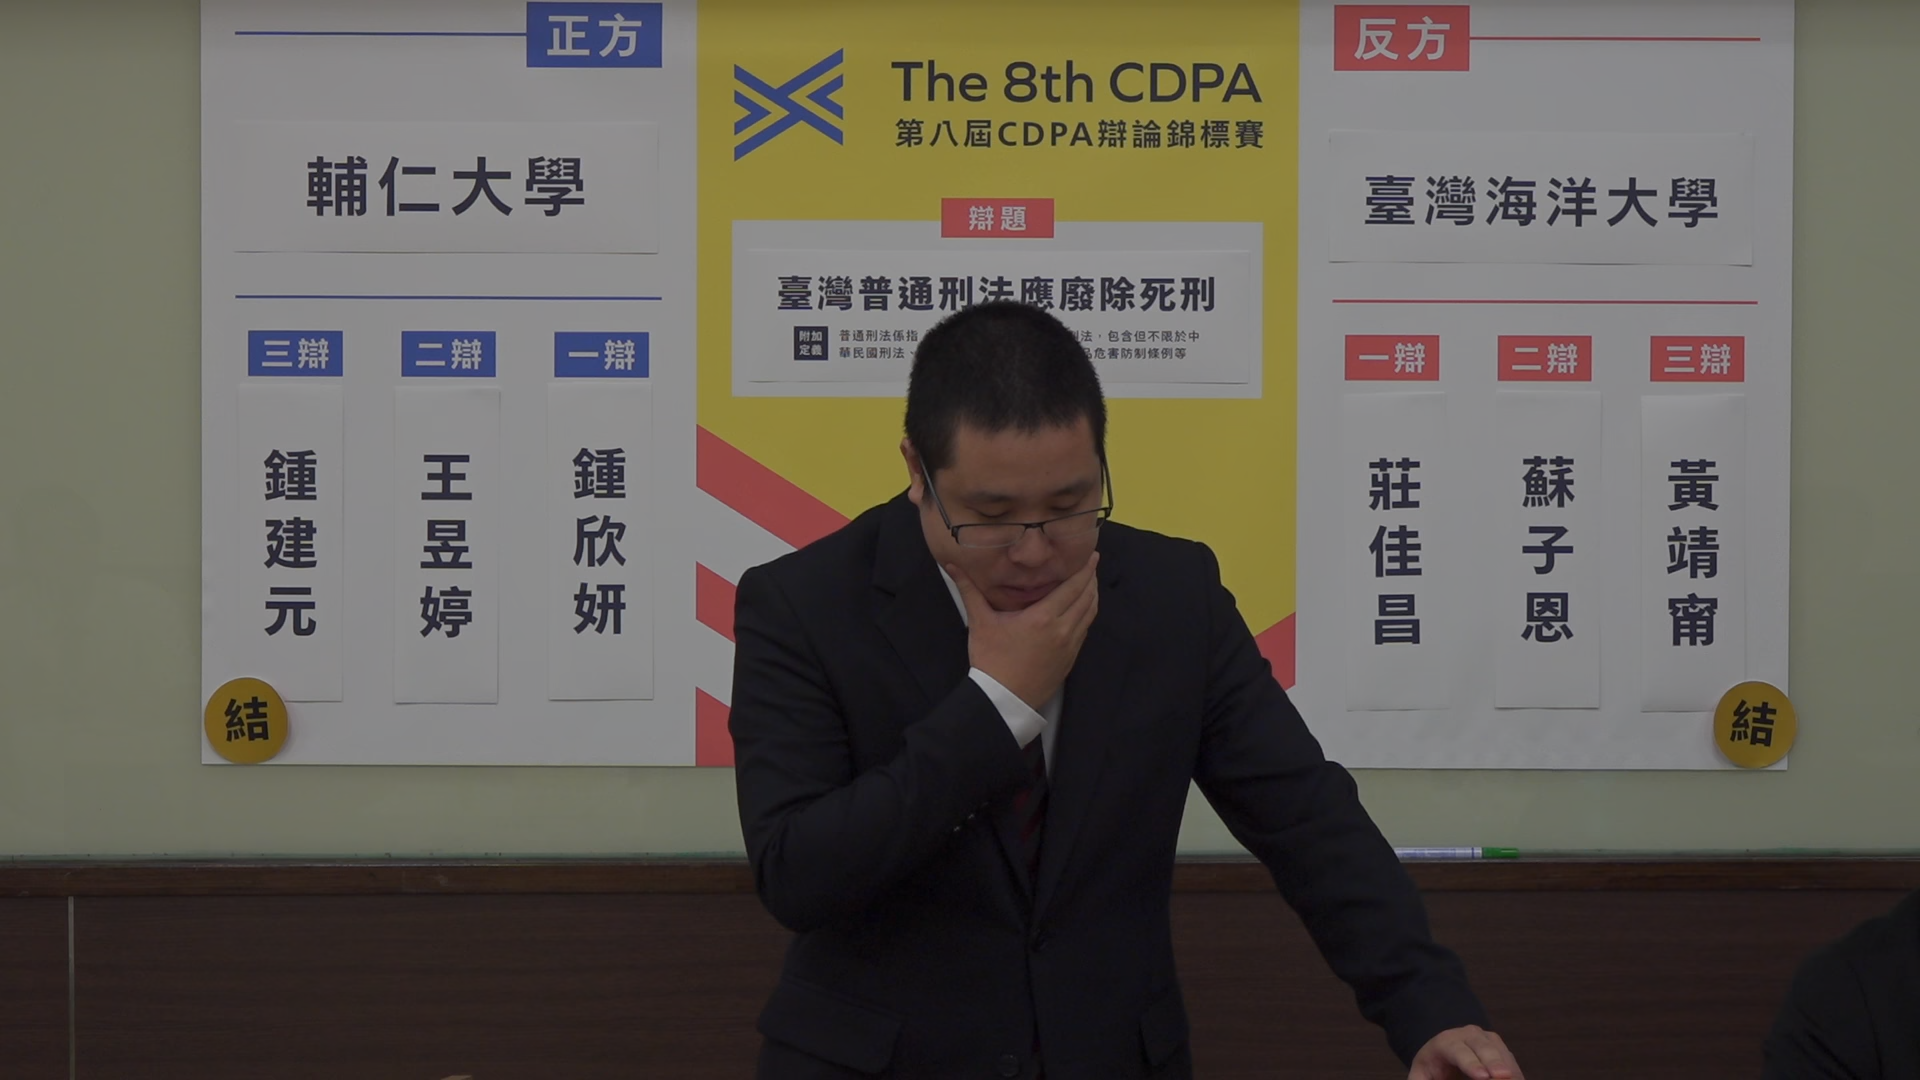 正方
輔仁大學
三辯
二辯
一辯
鍾建元
王昱婷
鍾欣妍
結
The 8th CDPA
第八屆CDPA辯論錦標賽
辯題
臺灣普通刑法應廢除死刑
附加
定義
普通刑法係指
刑法，包含但不限於中
華民國刑法、
品危害防制條例等
反方
臺灣海洋大學
一辯
二辯
三辯
莊佳昌
蘇子恩
黃靖甯
結